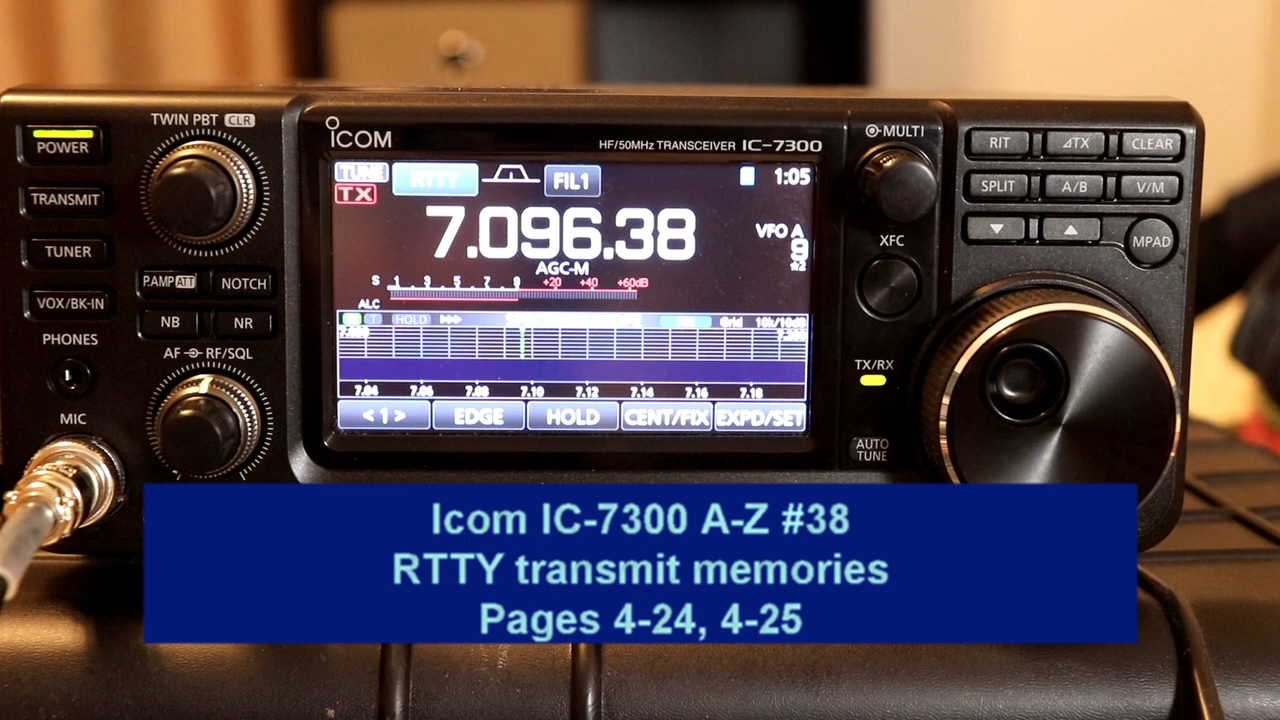 TWIN PBT CLR
POWER
TRANSMIT
TUNER
VOX/BK-IN
P.AMP ATT
NOTCH
NB
NR
PHONES
AF RF/SQL
MIC
ICOM
HF/50MHz TRANSCEIVER IC-7300
TUNE
RTTY
FIL1
1:05
TX
7.096.38
VFO A
AGC-M
S 1 . 3 . 5 . 7 . 9 +20 +40 +60dB
ALC
HOLD
Grid
7.04 7.06 7.08 7.10 7.12 7.14 7.16 7.18
<1>
EDGE
HOLD
CENT/FIX
EXPD/SET
MULTI
XFC
TX/RX
AUTO
TUNE
RIT
⊿TX
CLEAR
SPLIT
A/B
V/M
▼
▲
MPAD
Icom IC-7300 A-Z #38
RTTY transmit memories
Pages 4-24, 4-25